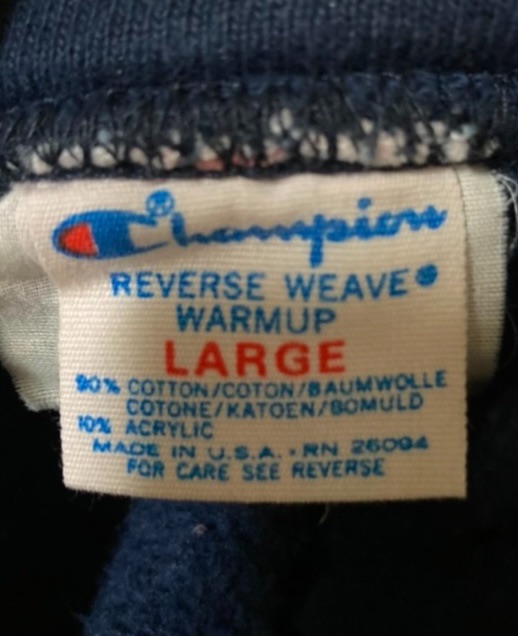 Champion®
REVERSE WEAVE®
WARMUP
LARGE
90% COTTON/COTON/BAUMWOLLE
COTONE/KATOEN/BOMULD
10% ACRYLIC
MADE IN U.S.A. • RN 26094
FOR CARE SEE REVERSE